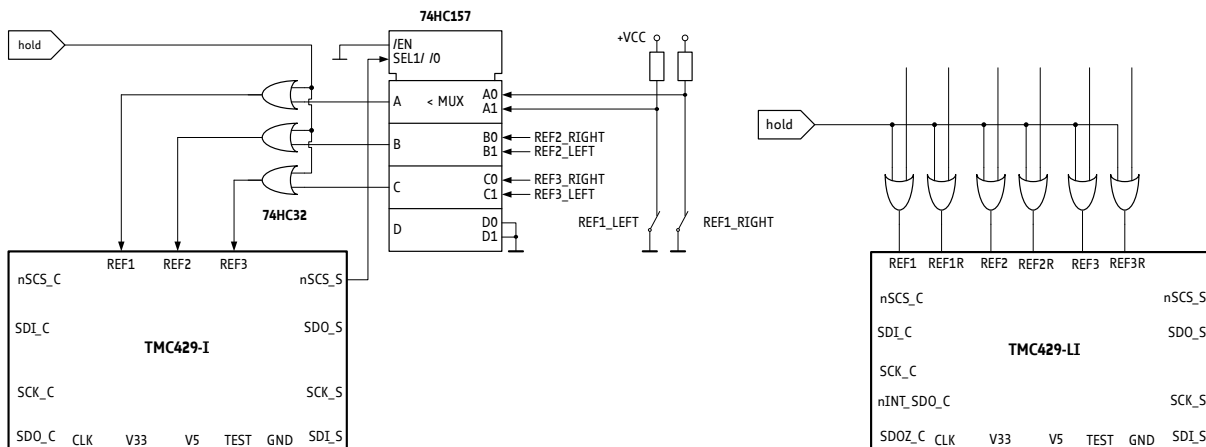 74HC157
hold
/EN
SEL1/ /0
+VCC
A
< MUX
A0
A1
B
B0
B1
REF2_RIGHT
REF2_LEFT
C
C0
C1
REF3_RIGHT
REF3_LEFT
D
D0
D1
74HC32
REF1_LEFT
REF1_RIGHT
REF1
REF2
REF3
nSCS_C
nSCS_S
SDI_C
SDO_S
TMC429-I
SCK_C
SCK_S
SDO_C
CLK
V33
V5
TEST
GND
SDI_S
hold
REF1
REF1R
REF2
REF2R
REF3
REF3R
nSCS_C
nSCS_S
SDI_C
SDO_S
TMC429-LI
SCK_C
nINT_SDO_C
SCK_S
SDOZ_C
CLK
V33
V5
TEST
GND
SDI_S